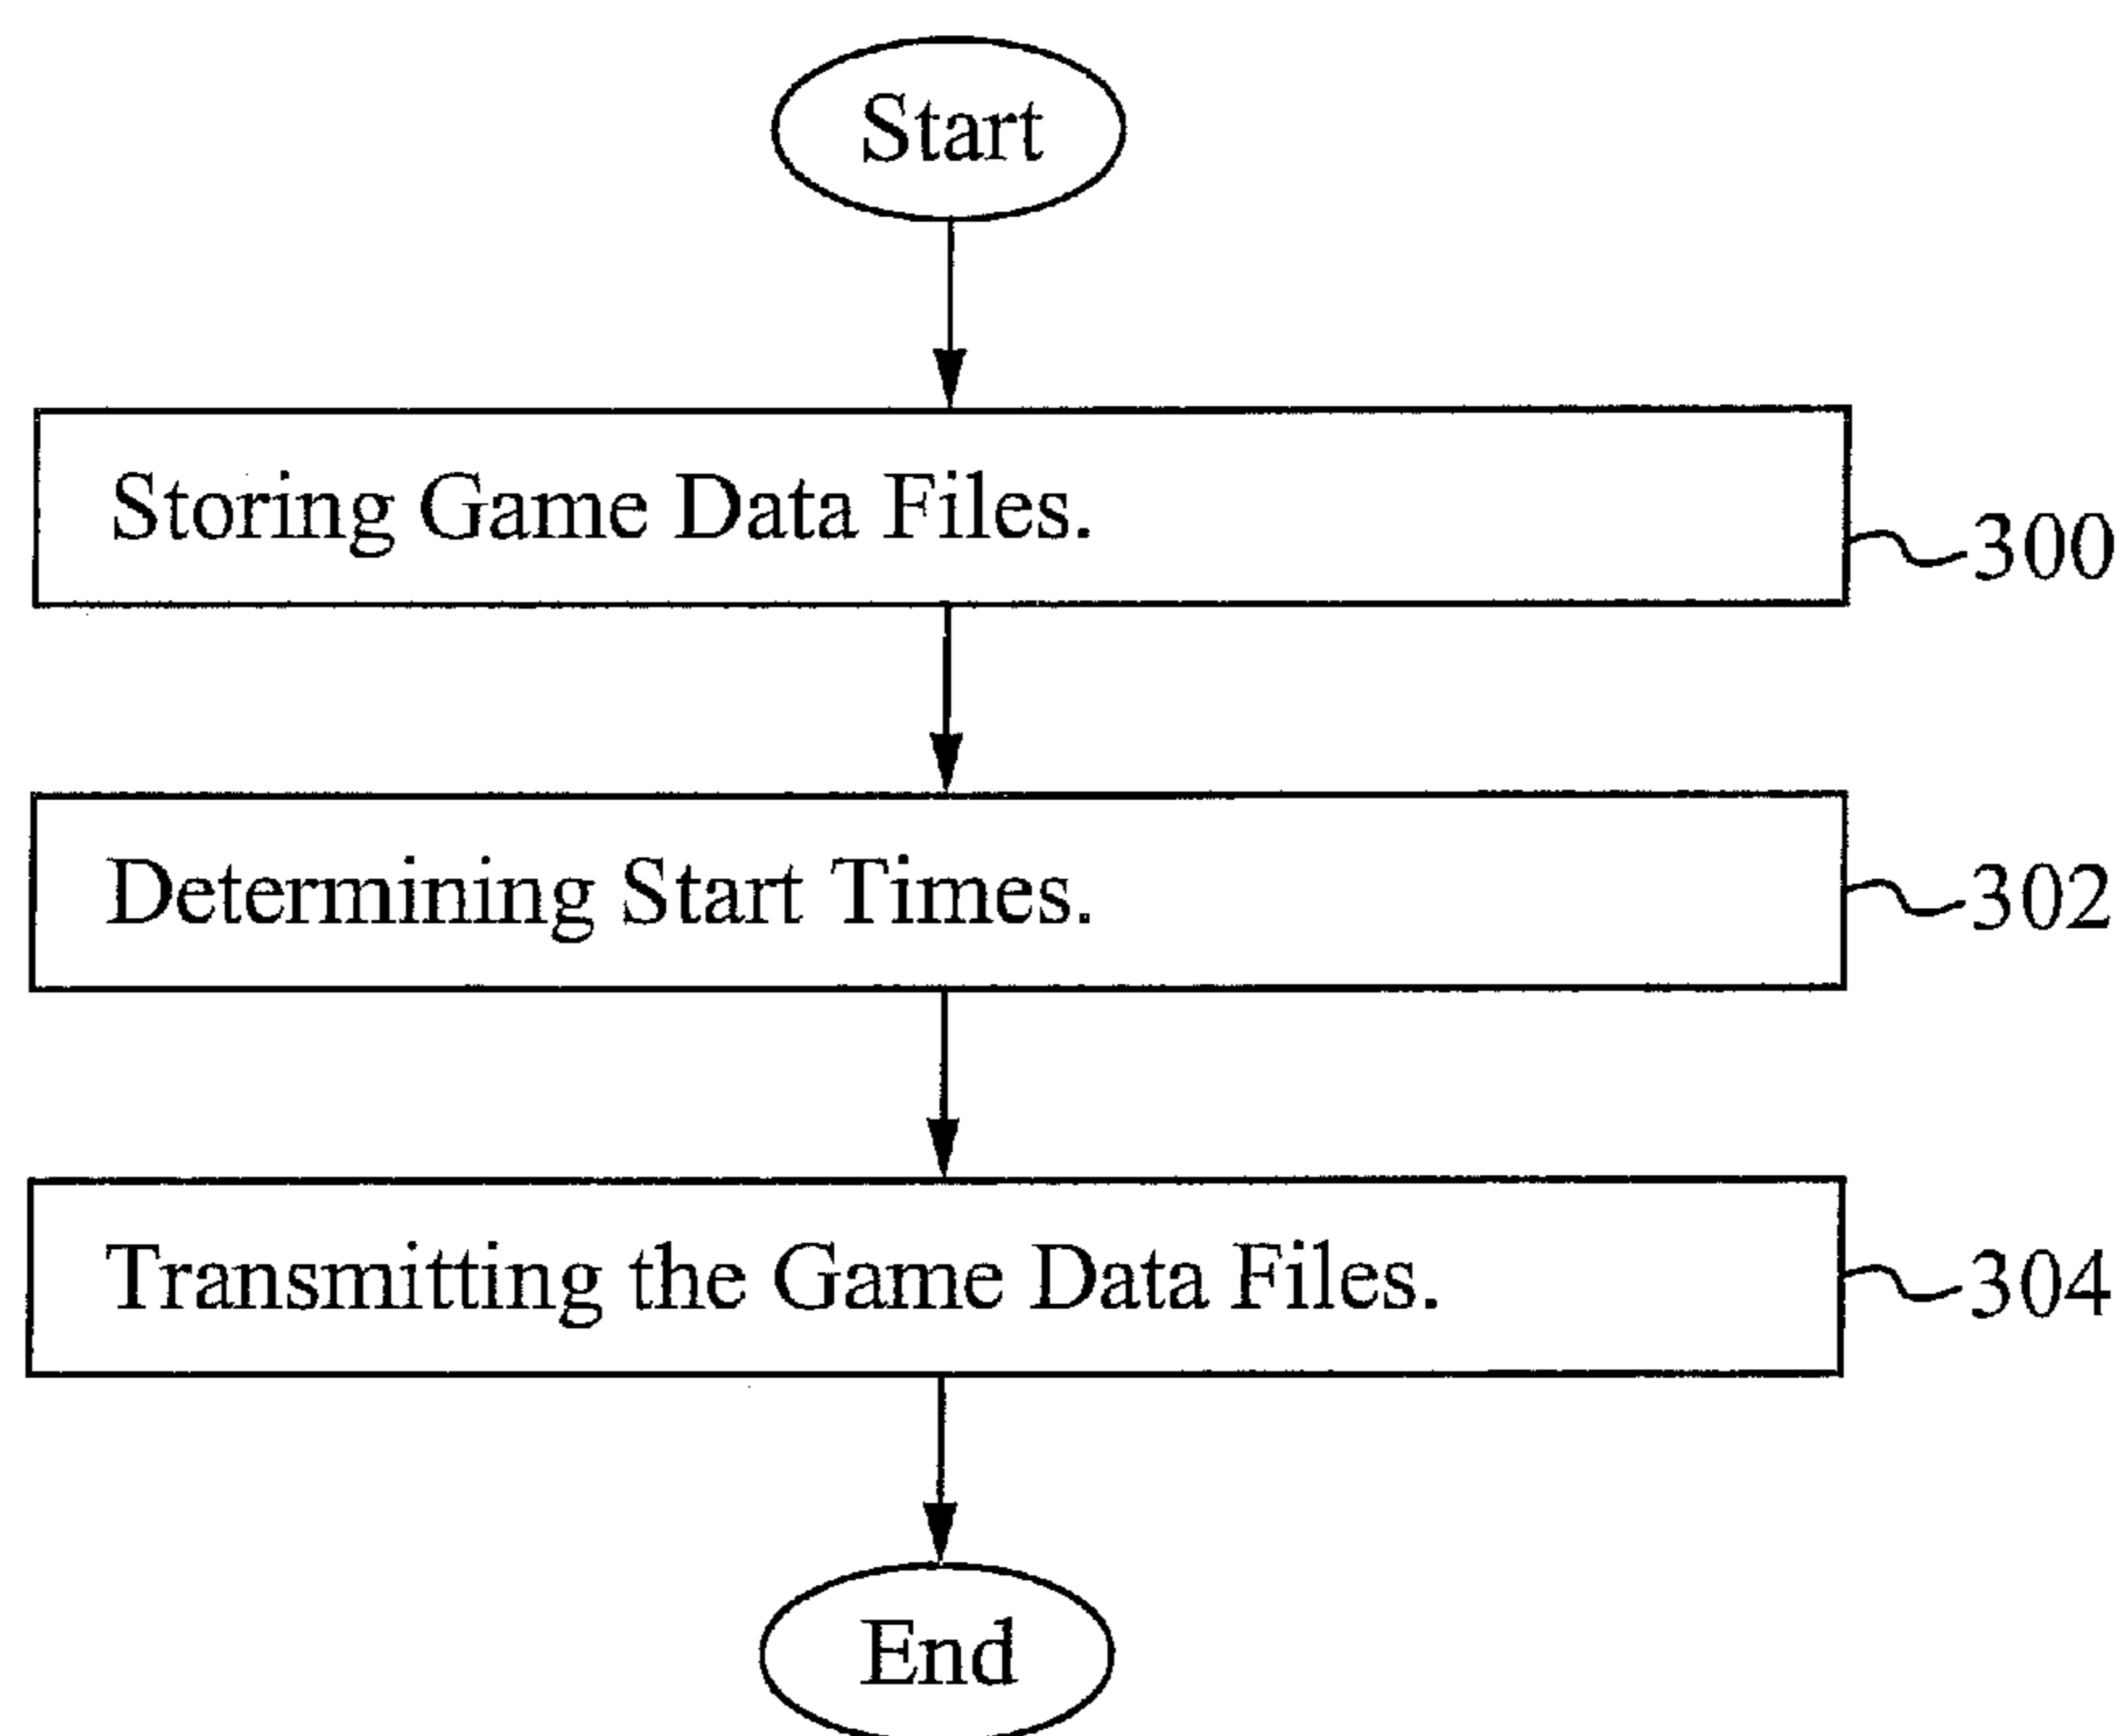 Start
Storing Game Data Files.
300
Determining Start Times.
302
Transmitting the Game Data Files.
304
End